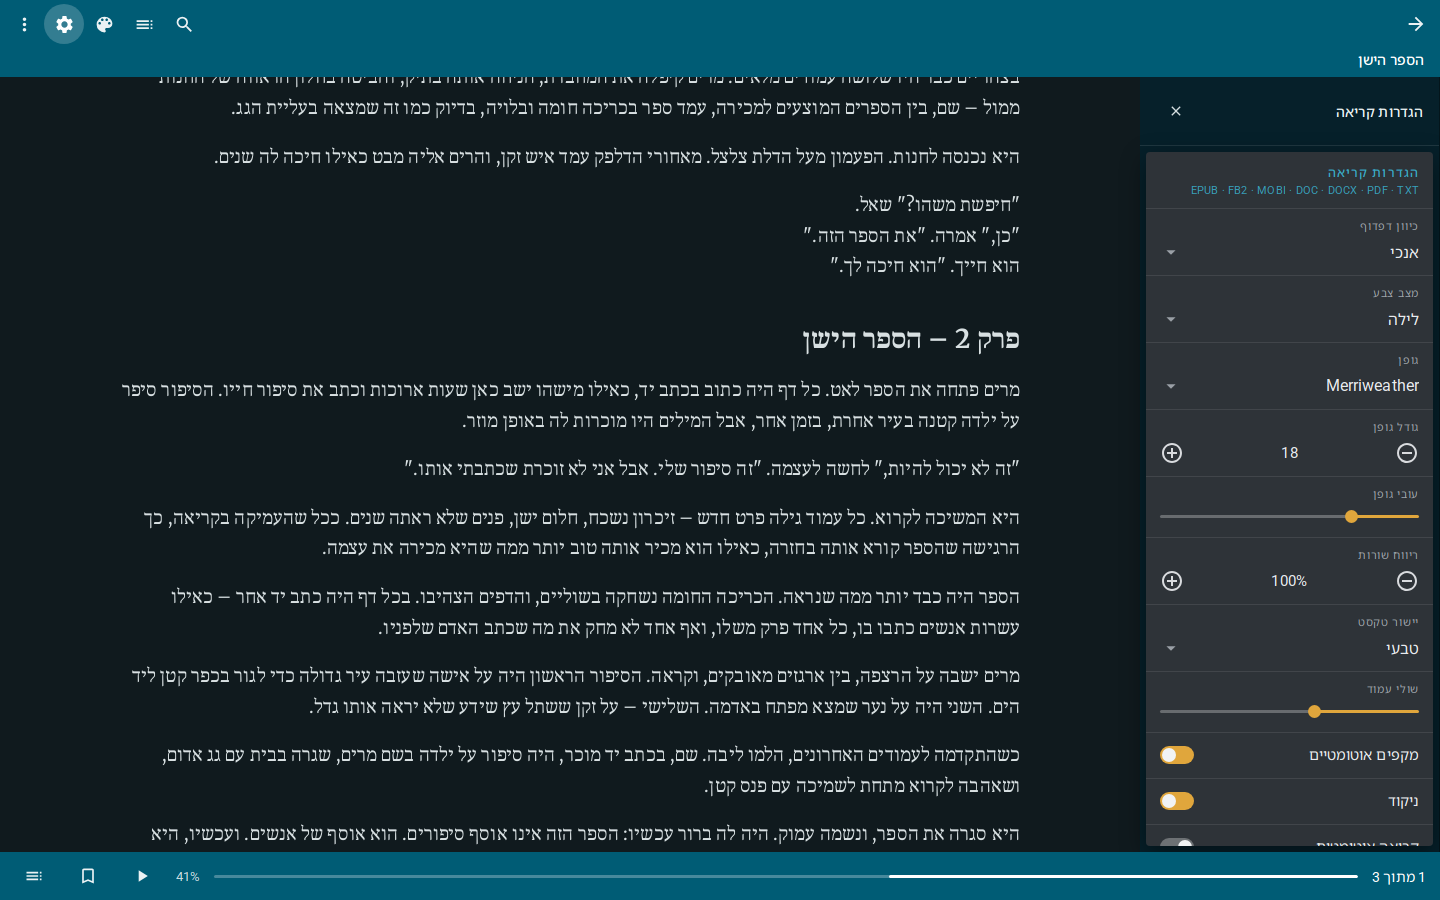 הספר הישן
הגדרות קריאה
הגדרות קריאה
EPUB · FB2 · MOBI · DOC · DOCX · PDF · TXT
כיוון דפדוף
אנכי
מצב צבע
לילה
גופן
Merriweather
גודל גופן
18
עובי גופן
ריווח שורות
100%
יישור טקסט
טבעי
שולי עמוד
מקפים אוטומטיים
ניקוד
קריאה אוטומטית
ממול – שם, בין הספרים המוצעים למכירה, עמד ספר בכריכה חומה ובלויה, בדיוק כמו זה שמצאה בעליית הגג.
היא נכנסה לחנות. הפעמון מעל הדלת צלצל. מאחורי הדלפק עמד איש זקן, והרים אליה מבט כאילו חיכה לה שנים.
"חיפשת משהו?" שאל.
"כן," אמרה. "את הספר הזה."
הוא חייך. "הוא חיכה לך."
פרק 2 – הספר הישן
מרים פתחה את הספר לאט. כל דף היה כתוב בכתב יד, כאילו מישהו ישב כאן שעות ארוכות וכתב את סיפור חייו. הסיפור סיפר
על ילדה קטנה בעיר אחרת, בזמן אחר, אבל המילים היו מוכרות לה באופן מוזר.
"זה לא יכול להיות," לחשה לעצמה. "זה סיפור שלי. אבל אני לא זוכרת שכתבתי אותו."
היא המשיכה לקרוא. כל עמוד גילה פרט חדש – זיכרון נשכח, חלום ישן, פנים שלא ראתה שנים. ככל שהעמיקה בקריאה, כך
הרגישה שהספר קורא אותה בחזרה, כאילו הוא מכיר אותה טוב יותר ממה שהיא מכירה את עצמה.
הספר היה כבד יותר ממה שנראה. הכריכה החומה נשחקה בשוליים, והדפים הצהיבו. בכל דף היה כתב יד אחר – כאילו
עשרות אנשים כתבו בו, כל אחד פרק משלו, ואף אחד לא מחק את מה שכתב האדם שלפניו.
מרים ישבה על הרצפה, בין ארגזים מאובקים, וקראה. הסיפור הראשון היה על אישה שעזבה עיר גדולה כדי לגור בכפר קטן ליד
הים. השני היה על נער שמצא מפתח באדמה. השלישי – על זקן ששתל עץ שידע שלא יראה אותו גדל.
כשהתקדמה לעמודים האחרונים, הלמו ליבה. שם, בכתב יד מוכר, היה סיפור על ילדה בשם מרים, שגרה בבית עם גג אדום,
ושאהבה לקרוא מתחת לשמיכה עם פנס קטן.
היא סגרה את הספר, ונשמה עמוק. היה לה ברור עכשיו: הספר הזה אינו אוסף סיפורים. הוא אוסף של אנשים. ועכשיו, היא
1 מתוך 3
41%